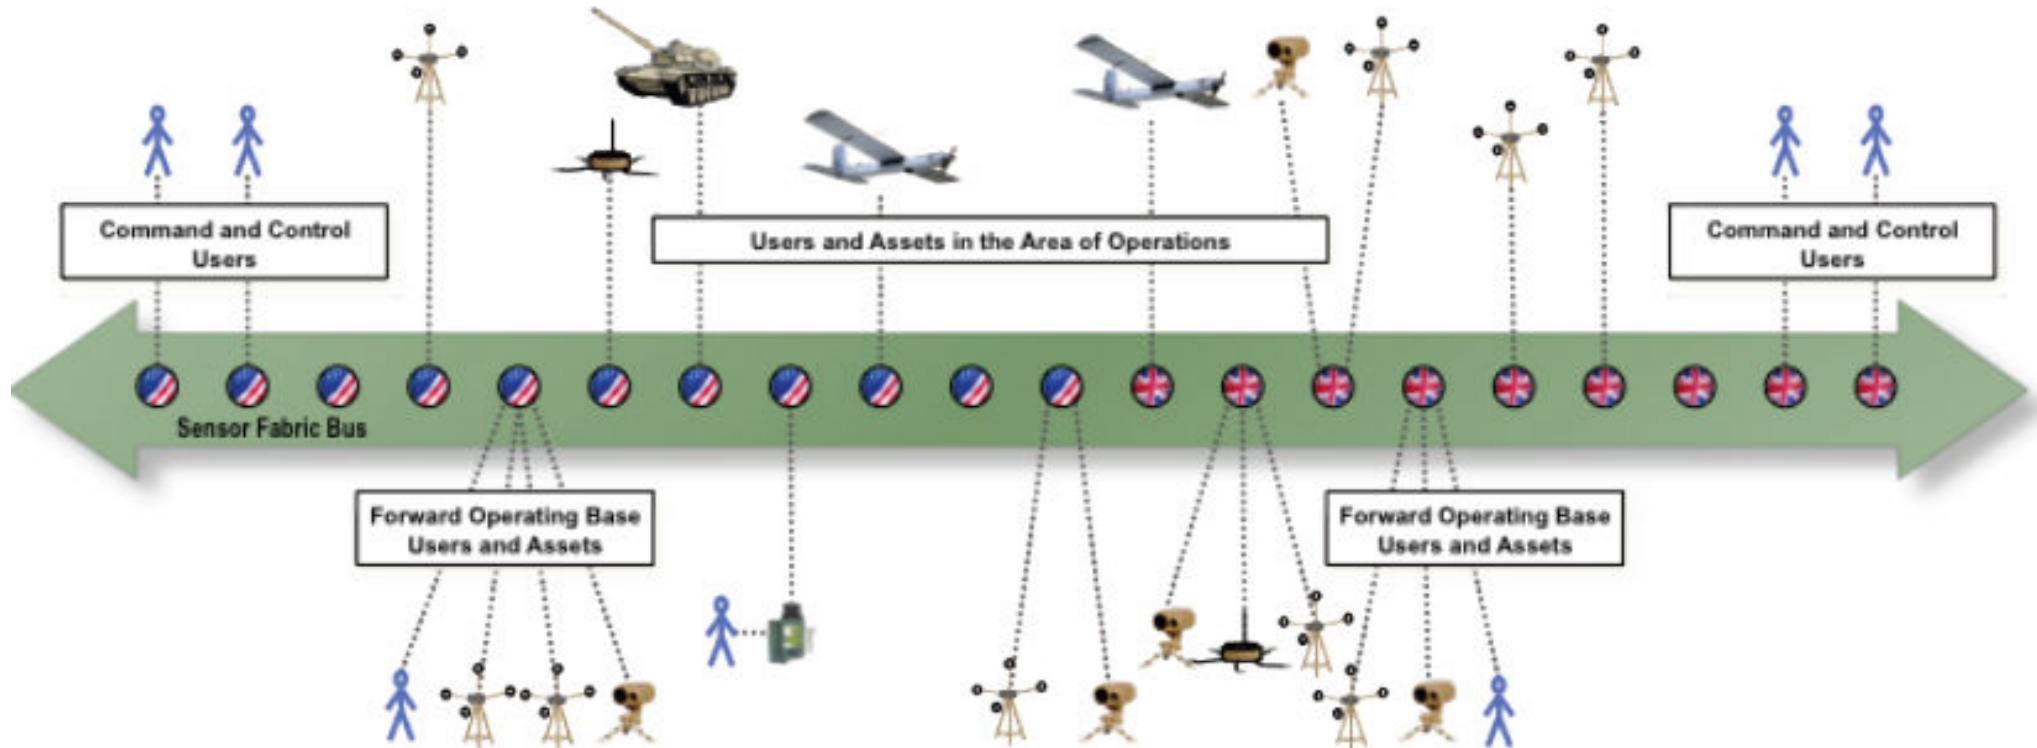 Command and Control
Users
Users and Assets in the Area of Operations
Command and Control
Users
Sensor Fabric Bus
Forward Operating Base
Users and Assets
Forward Operating Base
Users and Assets